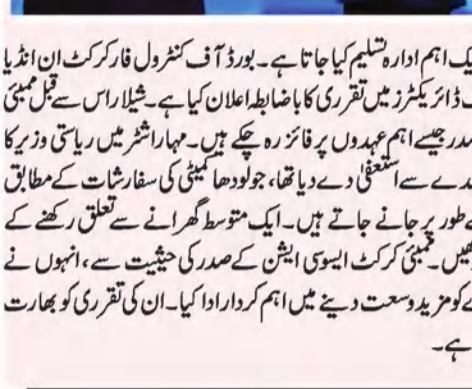 یک اہم ادارہ تسلیم کیا جاتا ہے۔ بورڈ آف کنٹرول فار کرکٹ ان انڈیا
ڈائریکٹرز میں تقرری کا باضابطہ اعلان کیا ہے۔ شیلاراس سے قبل ممبئی
صدر جیسے اہم عہدوں پر فائز رہ چکے ہیں۔ مہاراشٹر میں ریاستی وزیر کا
دے سے استعفیٰ دے دیا تھا، جو لودھا کمیٹی کی سفارشات کے مطابق
طور پر جانے جاتے ہیں۔ ایک متوسط گھرانے سے تعلق رکھنے کے
تھیں۔ ممبئی کرکٹ ایسوسی ایشن کے صدر کی حیثیت سے، انہوں نے
کو مزید وسعت دینے میں اہم کردار ادا کیا۔ ان کی تقرری کو بھارت
ہے۔